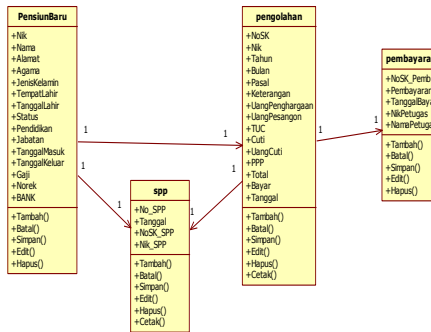 PensiunBaru
+Nik
+Nama
+Alamat
+Agama
+JenisKelamin
+TempatLahir
+TanggalLahir
+Status
+Pendidikan
+Jabatan
+TanggalMasuk
+TanggalKeluar
+Gaji
+Norek
+BANK
+Tambah()
+Batal()
+Simpan()
+Edit()
+Hapus()
1
1
1
1
spp
+No_SPP
+Tanggal
+NoSK_SPP
+Nik_SPP
+Tambah()
+Batal()
+Simpan()
+Edit()
+Hapus()
+Cetak()
pengolahan
+NoSK
+Nik
+Tahun
+Bulan
+Pasal
+Keterangan
+UangPenghargaan
+UangPesangon
+TUC
+Cuti
+UangCuti
+PPP
+Total
+Bayar
+Tanggal
+Tambah()
+Batal()
+Simpan()
+Edit()
+Hapus()
+Cetak()
1
1
1
1
pembayara
+NoSK_Pemb
+Pembayaran
+TanggalBaya
+NikPetugas
+NamaPetuga
+Tambah()
+Batal()
+Simpan()
+Edit()
+Hapus()